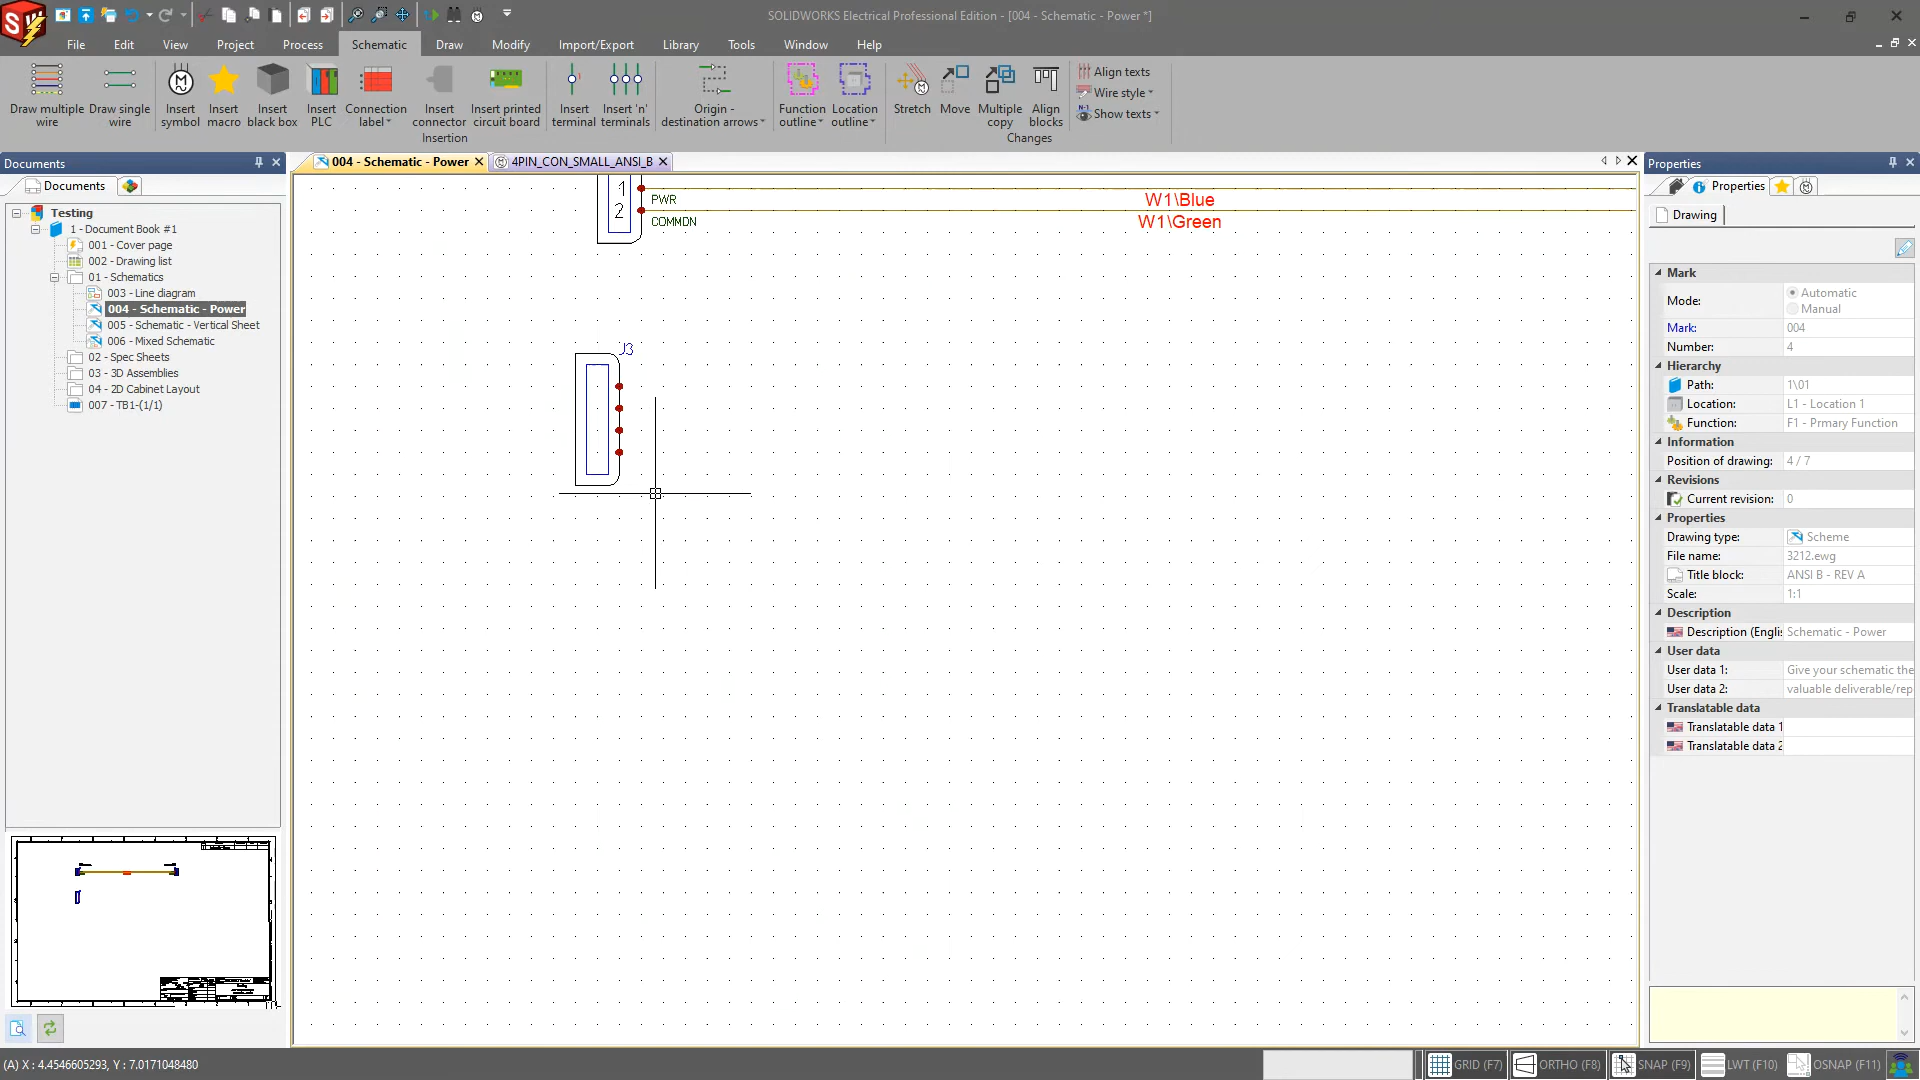 SOLIDWORKS Electrical Professional Edition - [004 - Schematic - Power *]
File Edit View Project Process Schematic Draw Modify Import/Export Library Tools Window Help
Draw multiple wire
Draw single wire
Insert symbol
Insert macro
Insert black box
Insert PLC
Connection label
Insert connector
Insert printed circuit board
Insertion
Insert terminal
Insert 'n' terminals
Origin - destination arrows
Function outline
Location outline
Stretch
Move
Multiple copy
Align blocks
Align texts
Wire style
Show texts
Changes
Documents
Documents
Testing
1 - Document Book #1
001 - Cover page
002 - Drawing list
01 - Schematics
003 - Line diagram
004 - Schematic - Power
005 - Schematic - Vertical Sheet
006 - Mixed Schematic
02 - Spec Sheets
03 - 3D Assemblies
04 - 2D Cabinet Layout
007 - TB1-(1/1)
004 - Schematic - Power
4PIN_CON_SMALL_ANSI_B
1
PWR
W1\Blue
2
COMMON
W1\Green
J3
Properties
Properties
Drawing
Mark
Mode: Automatic
Manual
Mark: 004
Number: 4
Hierarchy
Path: 1\01
Location: L1 - Location 1
Function: F1 - Prmary Function
Information
Position of drawing: 4 / 7
Revisions
Current revision: 0
Properties
Drawing type: Scheme
File name: 3212.ewg
Title block: ANSI B - REV A
Scale: 1:1
Description
Description (Engli: Schematic - Power
User data
User data 1: Give your schematic the
User data 2: valuable deliverable/rep
Translatable data
Translatable data 1
Translatable data 2
(A) X : 4.4546605293, Y : 7.0171048480
GRID (F7) ORTHO (F8) SNAP (F9) LWT (F10) OSNAP (F11)